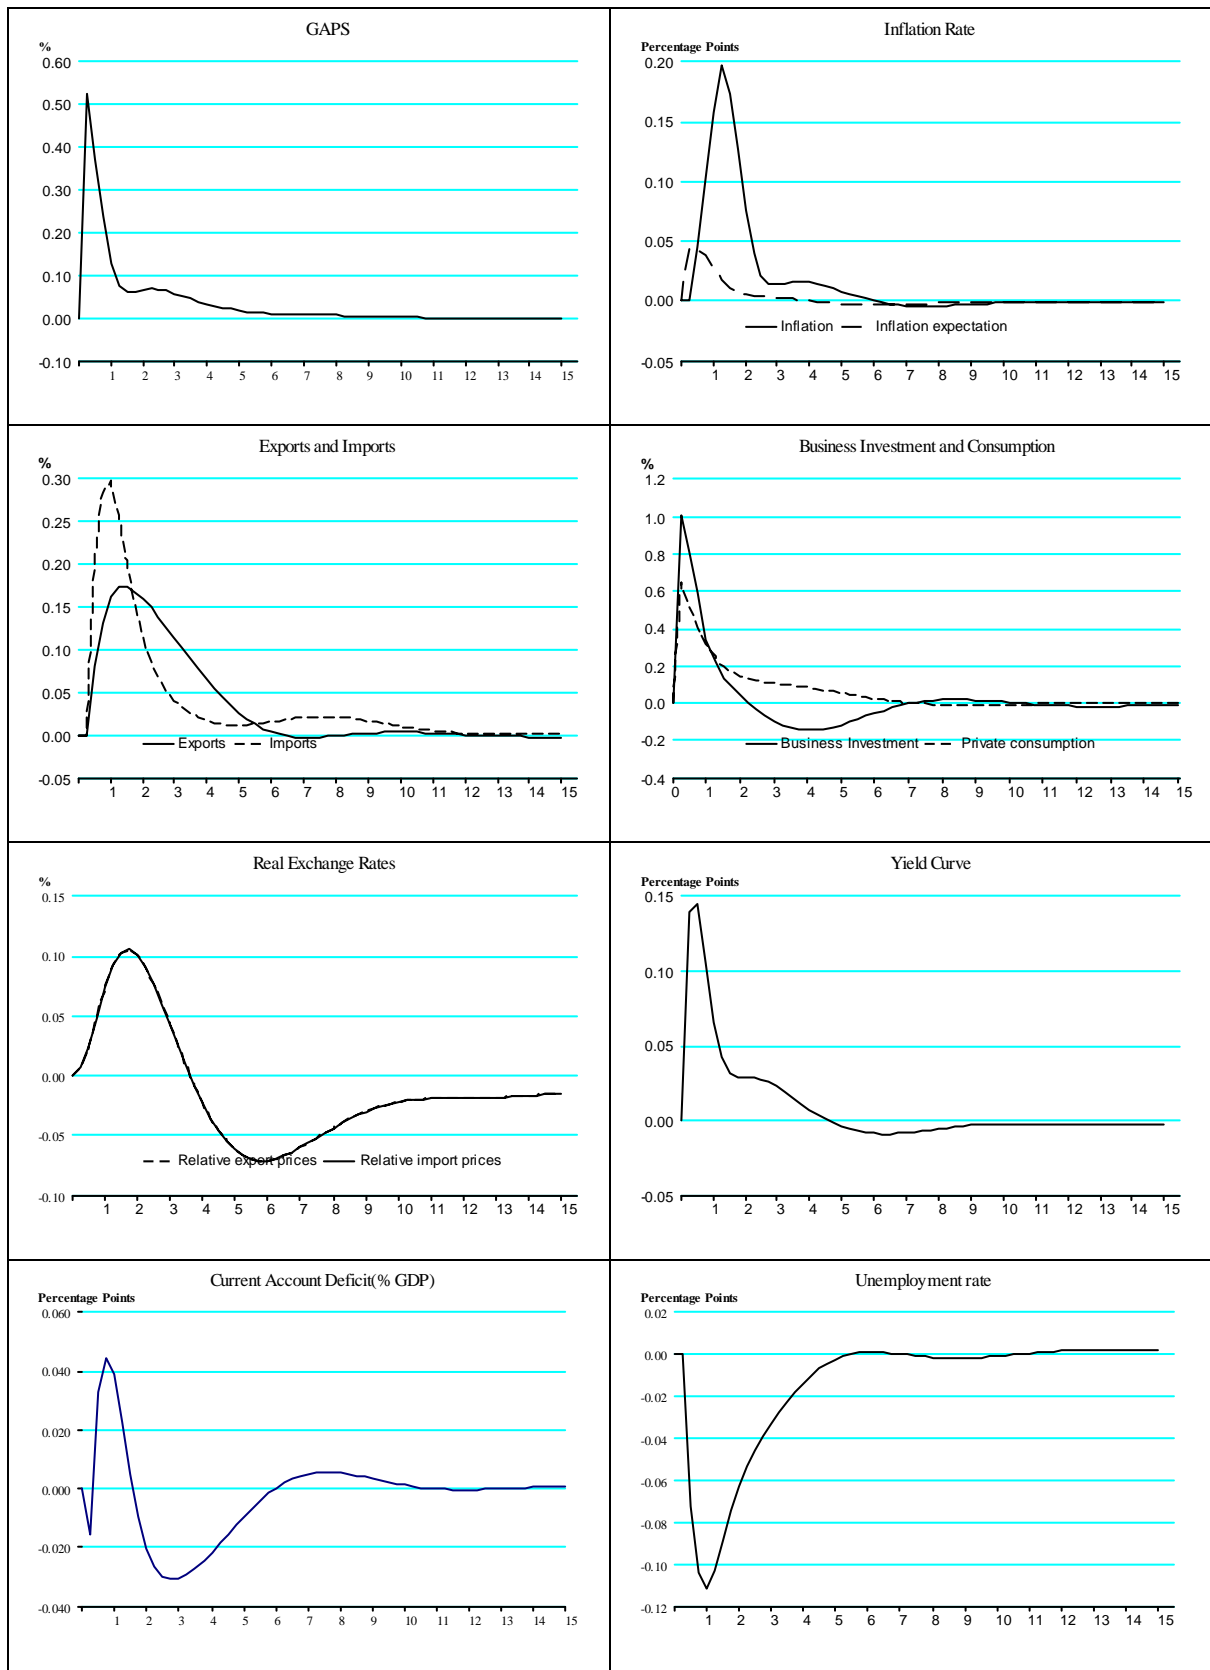 GAPS
%
0.60
0.50
0.40
0.30
0.20
0.10
0.00
-0.10
1 2 3 4 5 6 7 8 9 10 11 12 13 14 15
Inflation Rate
Percentage Points
0.20
0.15
0.10
0.05
0.00
Inflation Inflation expectation
-0.05
1 2 3 4 5 6 7 8 9 10 11 12 13 14 15
Exports and Imports
%
0.30
0.25
0.20
0.15
0.10
0.05
0.00
Exports Imports
-0.05
1 2 3 4 5 6 7 8 9 10 11 12 13 14 15
Business Investment and Consumption
%
1.2
1.0
0.8
0.6
0.4
0.2
0.0
-0.2
Business Investment Private consumption
-0.4
0 1 2 3 4 5 6 7 8 9 10 11 12 13 14 15
Real Exchange Rates
%
0.15
0.10
0.05
0.00
-0.05
Relative export prices Relative import prices
-0.10
1 2 3 4 5 6 7 8 9 10 11 12 13 14 15
Yield Curve
Percentage Points
0.15
0.10
0.05
0.00
-0.05
1 2 3 4 5 6 7 8 9 10 11 12 13 14 15
Current Account Deficit(% GDP)
Percentage Points
0.060
0.040
0.020
0.000
-0.020
-0.040
1 2 3 4 5 6 7 8 9 10 11 12 13 14 15
Unemployment rate
Percentage Points
0.02
0.00
-0.02
-0.04
-0.06
-0.08
-0.10
-0.12
1 2 3 4 5 6 7 8 9 10 11 12 13 14 15